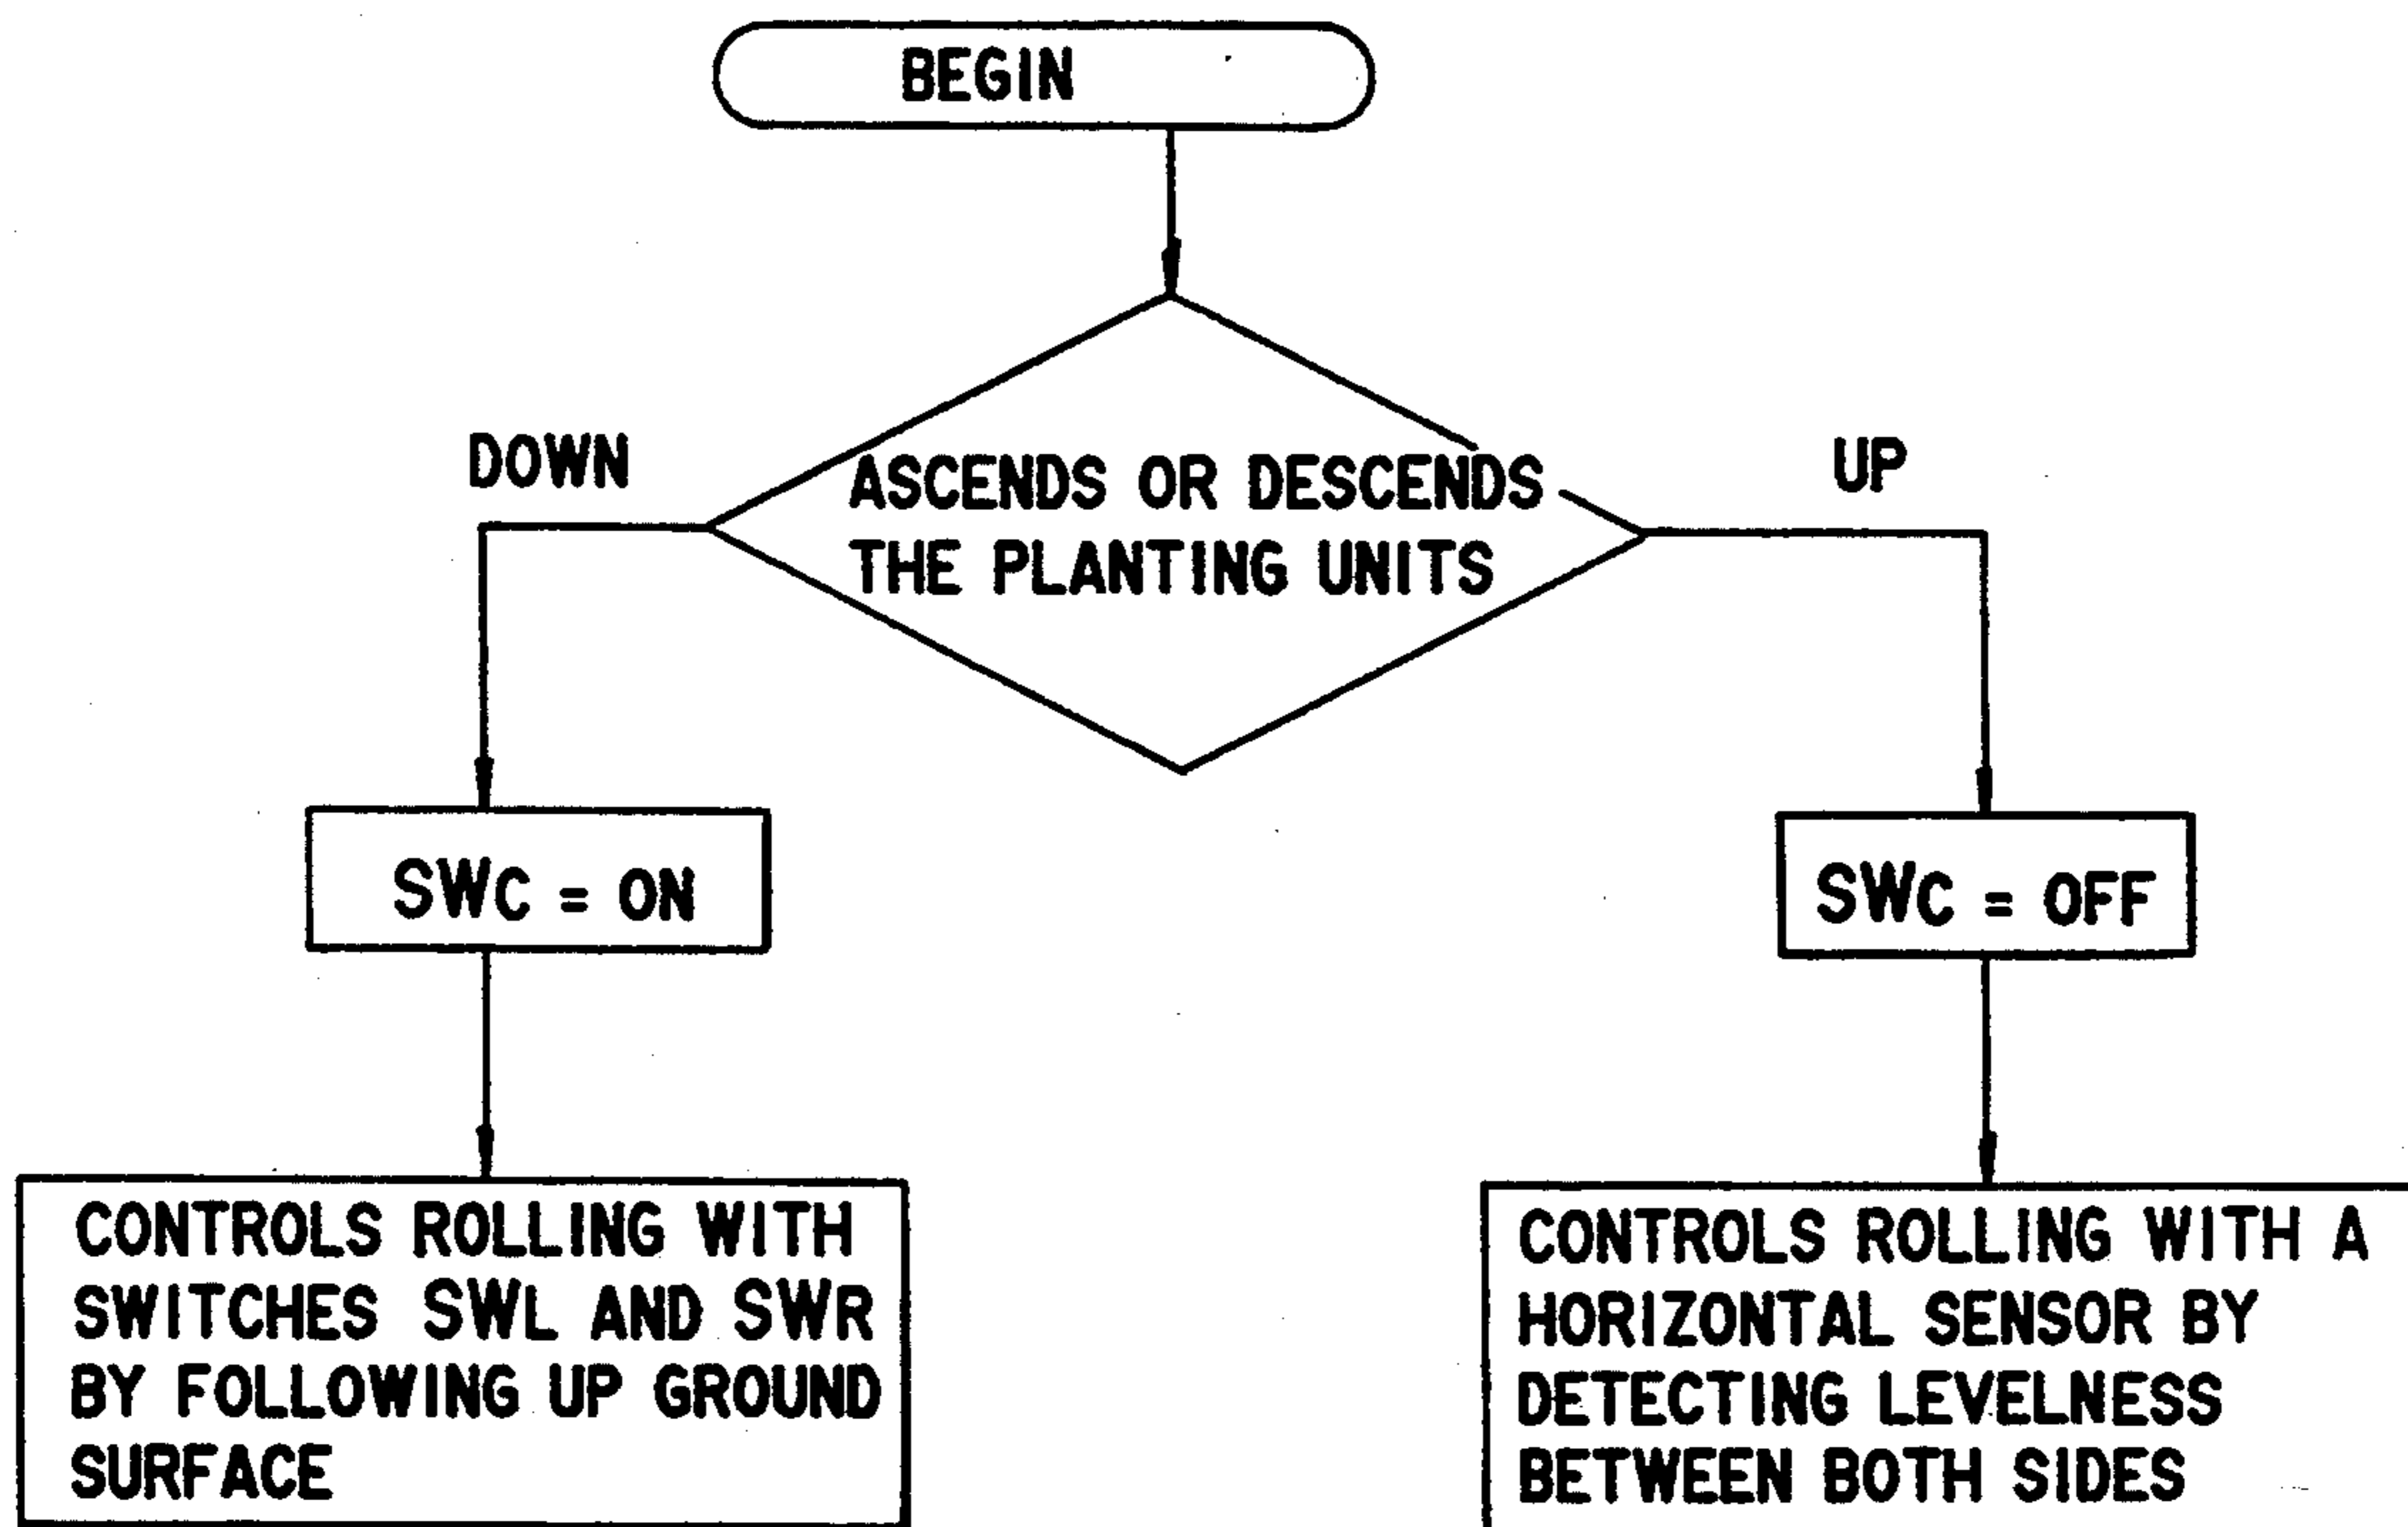 BEGIN
DOWN
UP
ASCENDS OR DESCENDS
THE PLANTING UNITS
SWC = ON
SWC = OFF
CONTROLS ROLLING WITH
SWITCHES SWL AND SWR
BY FOLLOWING UP GROUND
SURFACE
CONTROLS ROLLING WITH A
HORIZONTAL SENSOR BY
DETECTING LEVELNESS
BETWEEN BOTH SIDES